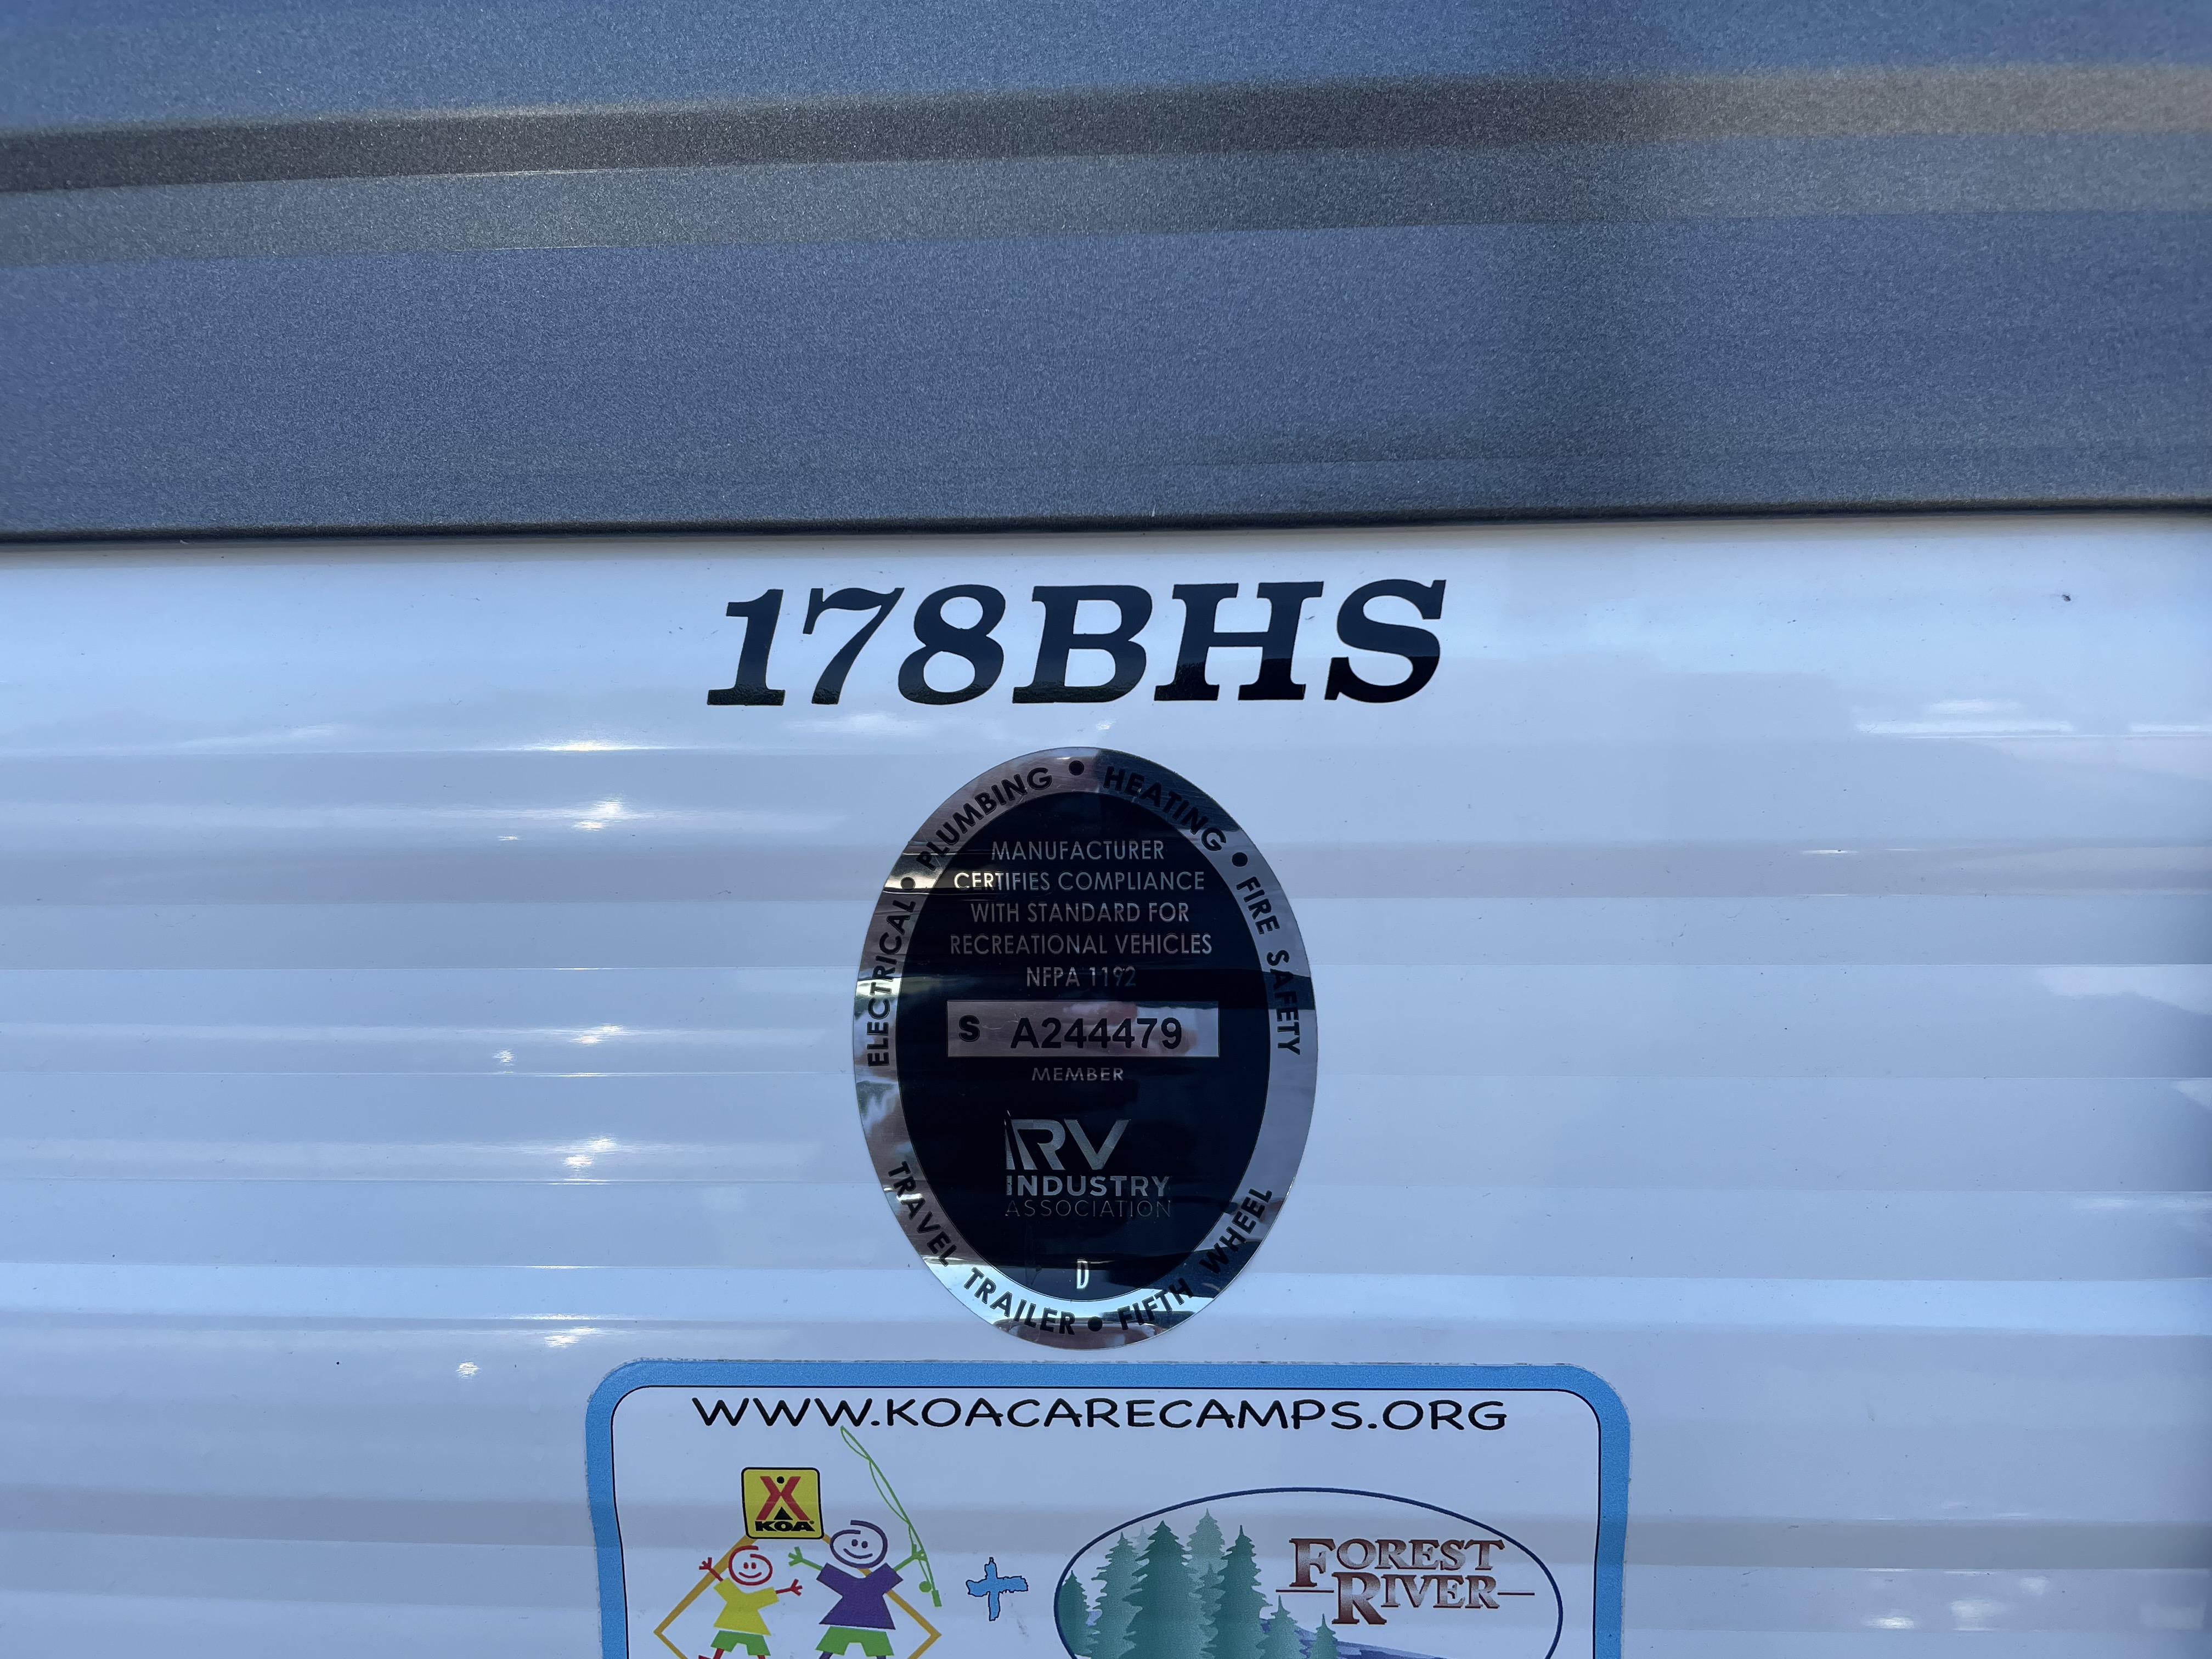 178BHS
ELECTRICAL • PLUMBING • HEATING • FIRE SAFETY
MANUFACTURER
CERTIFIES COMPLIANCE
WITH STANDARD FOR
RECREATIONAL VEHICLES
NFPA 1192
S A244479
MEMBER
RV
INDUSTRY
ASSOCIATION
D
TRAVEL TRAILER • FIFTH WHEEL
WWW.KOACARECAMPS.ORG
KOA
+
FOREST
RIVER